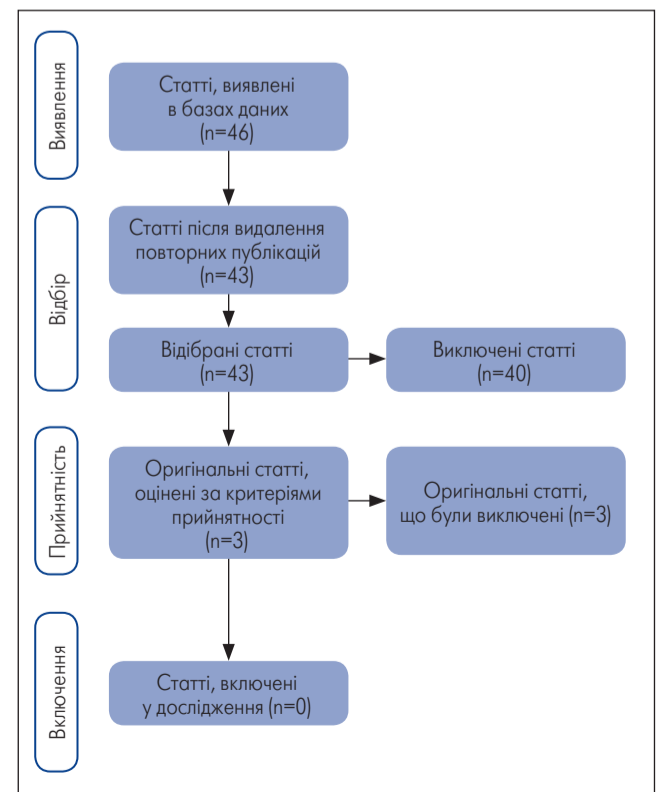 Виявлення
Статті, виявлені
в базах даних
(n=46)
Відбір
Статті після видалення
повторних публікацій
(n=43)
Відібрані статті
(n=43)
Виключені статті
(n=40)
Прийнятність
Оригінальні статті,
оцінені за критеріями
прийнятності
(n=3)
Оригінальні статті,
що були виключені (n=3)
Включення
Статті, включені
у дослідження (n=0)